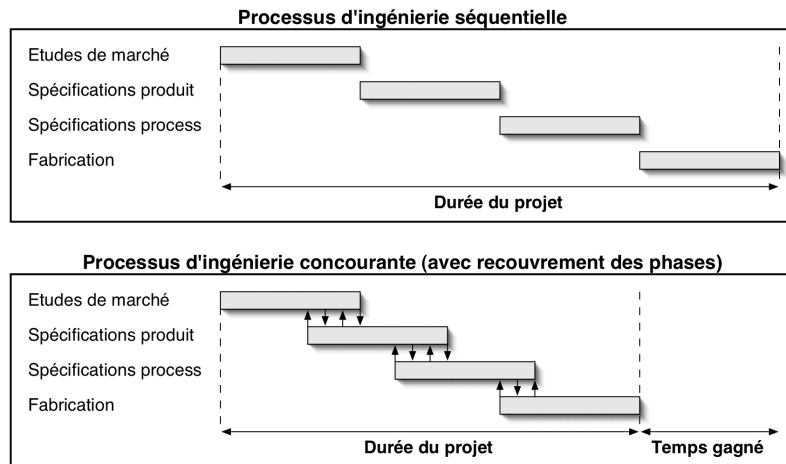 Processus d'ingénierie séquentielle
Etudes de marché
Spécifications produit
Spécifications process
Fabrication
Durée du projet
Processus d'ingénierie concourante (avec recouvrement des phases)
Etudes de marché
Spécifications produit
Spécifications process
Fabrication
Durée du projet
Temps gagné